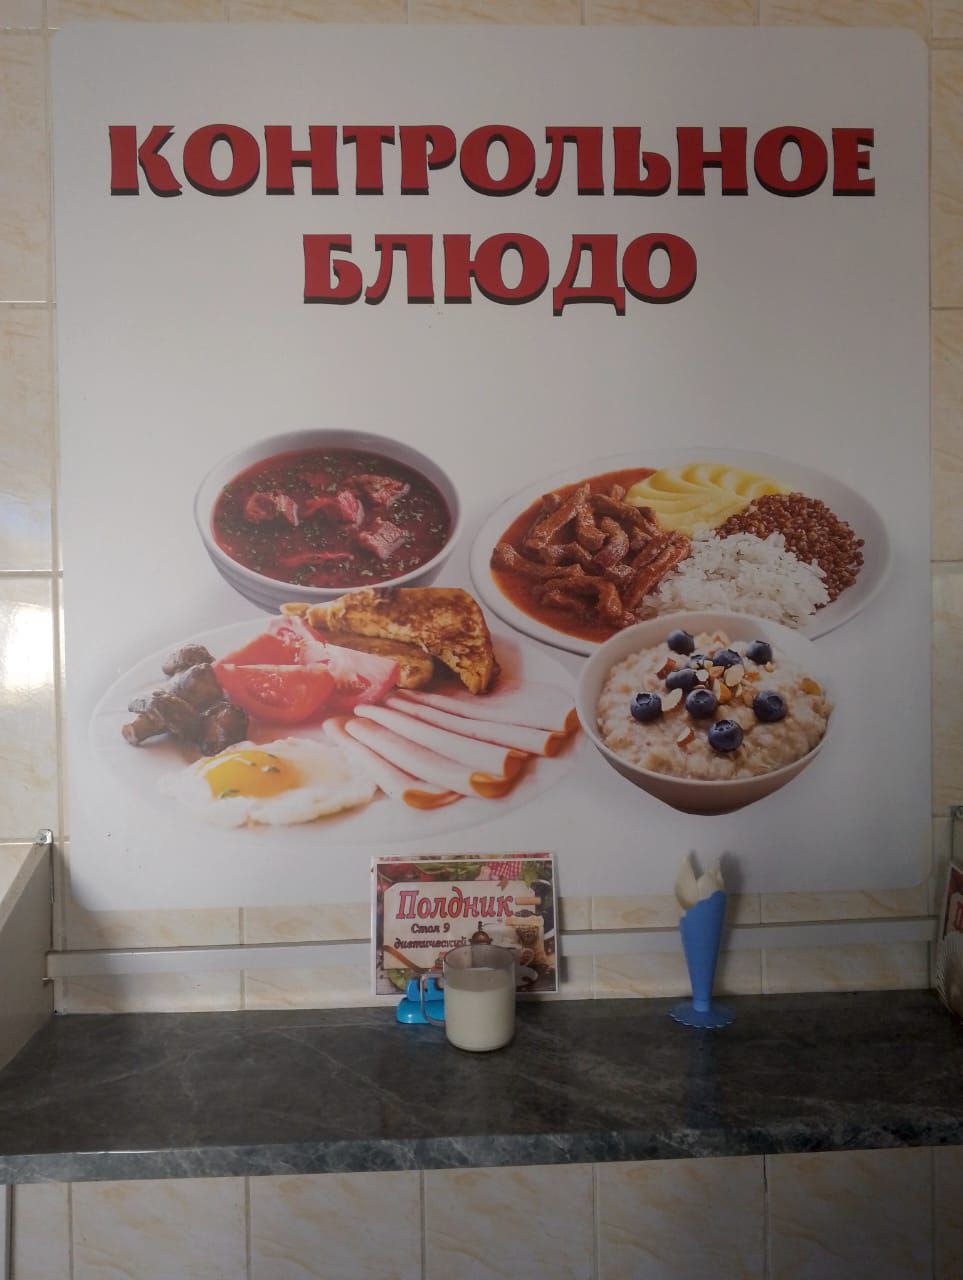 КОНТРОЛЬНОЕ
БЛЮДО
Полдник
Стол 9
диетический